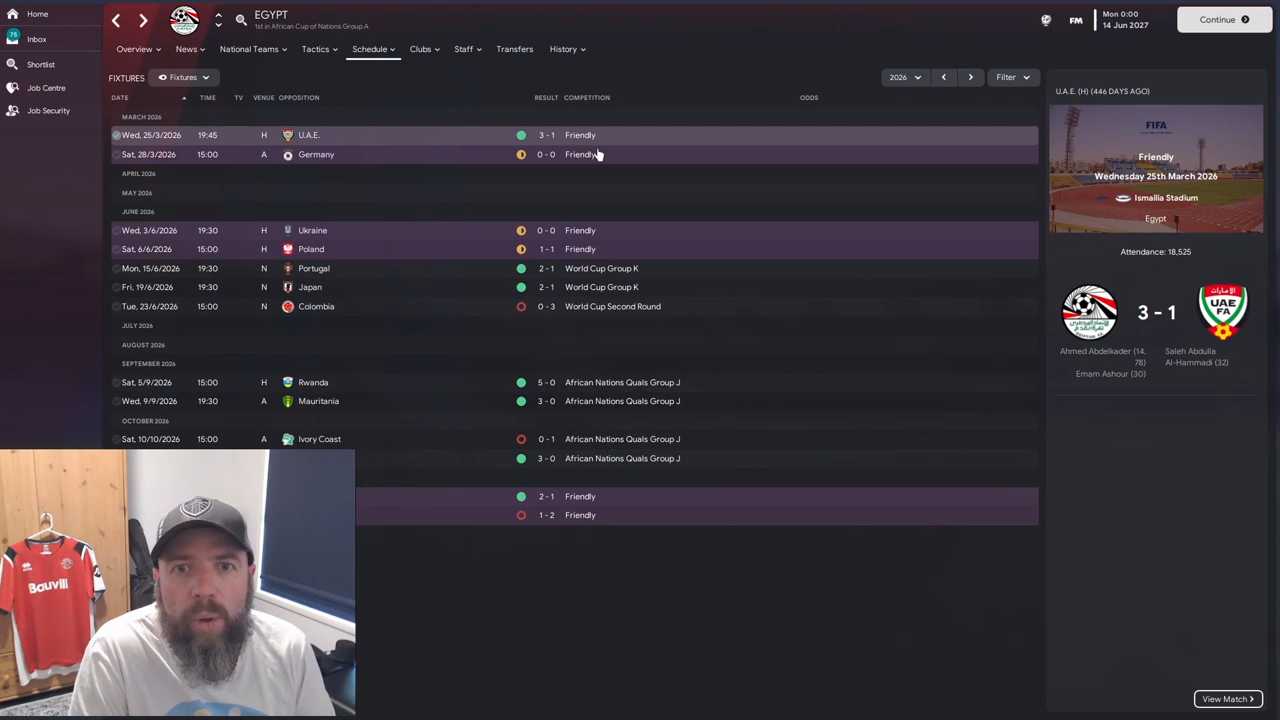 Home
75
Inbox
Shortlist
Job Centre
Job Security
EGYPT
1st in African Cup of Nations Group A
FM
Mon 0:00
14 Jun 2027
Continue
Overview
News
National Teams
Tactics
Schedule
Clubs
Staff
Transfers
History
FIXTURES
Fixtures
2026
Filter
DATE TIME TV VENUE OPPOSITION RESULT COMPETITION ODDS
MARCH 2026
Wed, 25/3/2026 19:45 H U.A.E. 3 - 1 Friendly
Sat, 28/3/2026 15:00 A Germany 0 - 0 Friendly
APRIL 2026
MAY 2026
JUNE 2026
Wed, 3/6/2026 19:30 H Ukraine 0 - 0 Friendly
Sat, 6/6/2026 15:00 H Poland 1 - 1 Friendly
Mon, 15/6/2026 19:30 N Portugal 2 - 1 World Cup Group K
Fri, 19/6/2026 19:30 N Japan 2 - 1 World Cup Group K
Tue, 23/6/2026 15:00 N Colombia 0 - 3 World Cup Second Round
JULY 2026
AUGUST 2026
SEPTEMBER 2026
Sat, 5/9/2026 15:00 H Rwanda 5 - 0 African Nations Quals Group J
Wed, 9/9/2026 19:30 A Mauritania 3 - 0 African Nations Quals Group J
OCTOBER 2026
Sat, 10/10/2026 15:00 A Ivory Coast 0 - 1 African Nations Quals Group J
3 - 0 African Nations Quals Group J
2 - 1 Friendly
1 - 2 Friendly
U.A.E. (H) (446 DAYS AGO)
FIFA
Friendly
Wednesday 25th March 2026
Ismailia Stadium
Egypt
Attendance: 18,525
3 - 1
الإمارات
UAE
FA
Ahmed Abdelkader (14,
78)
Emam Ashour (30)
Saleh Abdulla
Al-Hammadi (32)
View Match
Bauvill